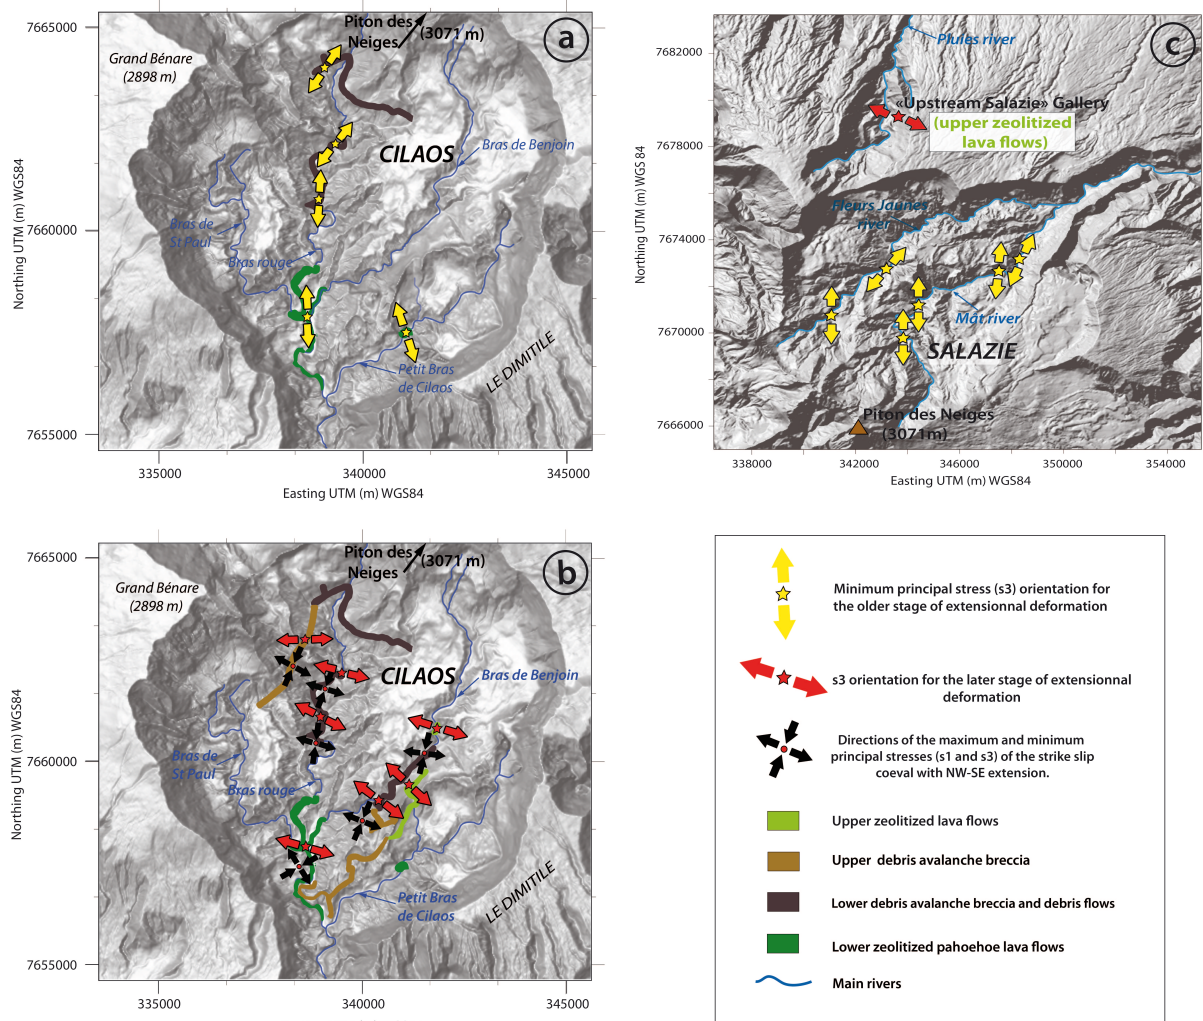 7665000
7660000
7655000
Northing UTM (m) WGS84
Grand Bénare
(2898 m)
Piton des
Neiges
(3071 m)
a
CILAOS
Bras de Benjoin
Bras de
St Paul
Bras rouge
Petit Bras
de Cilaos
LE DIMITILE
335000
340000
345000
Easting UTM (m) WGS84
7682000
7678000
7674000
7670000
7666000
Northing UTM (m) WGS 84
Pluies river
c
«Upstream Salazie» Gallery
(upper zeolitized
lava flows)
Fleurs Jaunes
river
Mat river
SALAZIE
Piton des Neiges
(3071m)
338000
342000
346000
350000
354000
Easting UTM (m) WGS84
7665000
7660000
7655000
Northing UTM (m) WGS84
Grand Bénare
(2898 m)
Piton des
Neiges
(3071 m)
b
CILAOS
Bras de Benjoin
Bras de
St Paul
Bras rouge
Petit Bras
de Cilaos
LE DIMITILE
335000
340000
345000
Minimum principal stress (s3) orientation for
the older stage of extensionnal deformation
s3 orientation for the later stage of extensionnal
deformation
Directions of the maximum and minimum
principal stresses (s1 and s3) of the strike slip
coeval with NW-SE extension.
Upper zeolitized lava flows
Upper debris avalanche breccia
Lower debris avalanche breccia and debris flows
Lower zeolitized pahoehoe lava flows
Main rivers